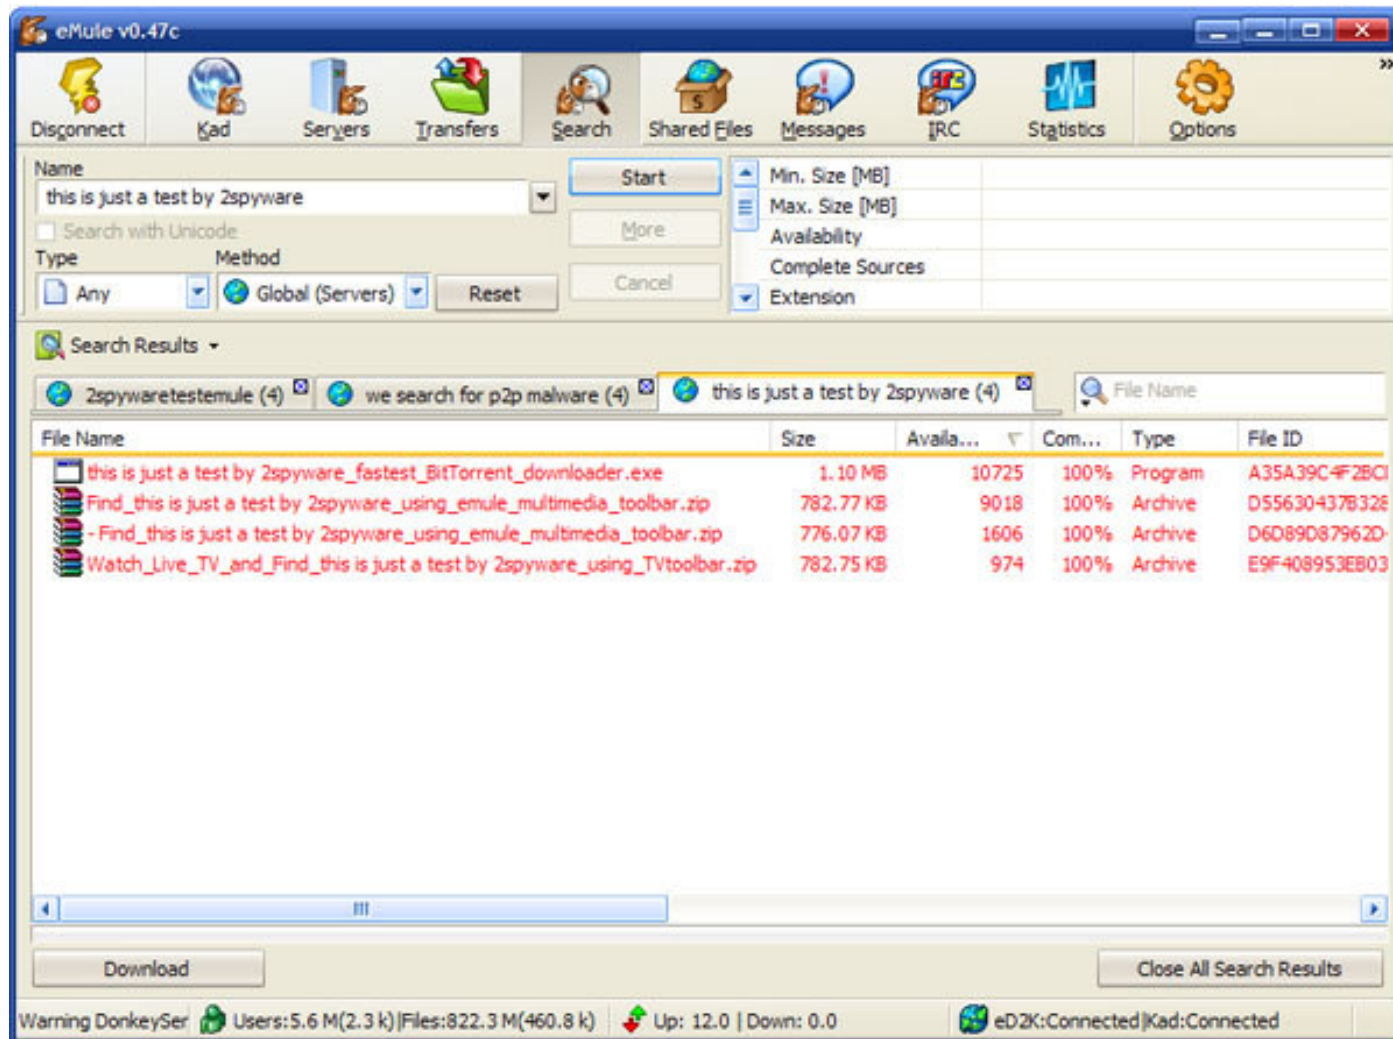 eMule v0.47c
Disconnect Kad Servers Transfers Search Shared Files Messages IRC Statistics Options »
Name
this is just a test by 2spyware
Search with Unicode
Type Method
Any Global (Servers) Reset
Start
More
Cancel
Min. Size [MB]
Max. Size [MB]
Availability
Complete Sources
Extension
Search Results
2spywaretestemule (4) we search for p2p malware (4) this is just a test by 2spyware (4) File Name
File Name Size Availa... Com... Type File ID
this is just a test by 2spyware_fastest_BitTorrent_downloader.exe 1.10 MB 10725 100% Program A35A39C4F2BC
Find_this is just a test by 2spyware_using_emule_multimedia_toolbar.zip 782.77 KB 9018 100% Archive D55630437B328
- Find_this is just a test by 2spyware_using_emule_multimedia_toolbar.zip 776.07 KB 1606 100% Archive D6D89D87962D
Watch_Live_TV_and_Find_this is just a test by 2spyware_using_TVtoolbar.zip 782.75 KB 974 100% Archive E9F408953EB03
Download Close All Search Results
Warning DonkeySer Users:5.6 M(2.3 k)|Files:822.3 M(460.8 k) Up: 12.0 | Down: 0.0 eD2K:Connected|Kad:Connected